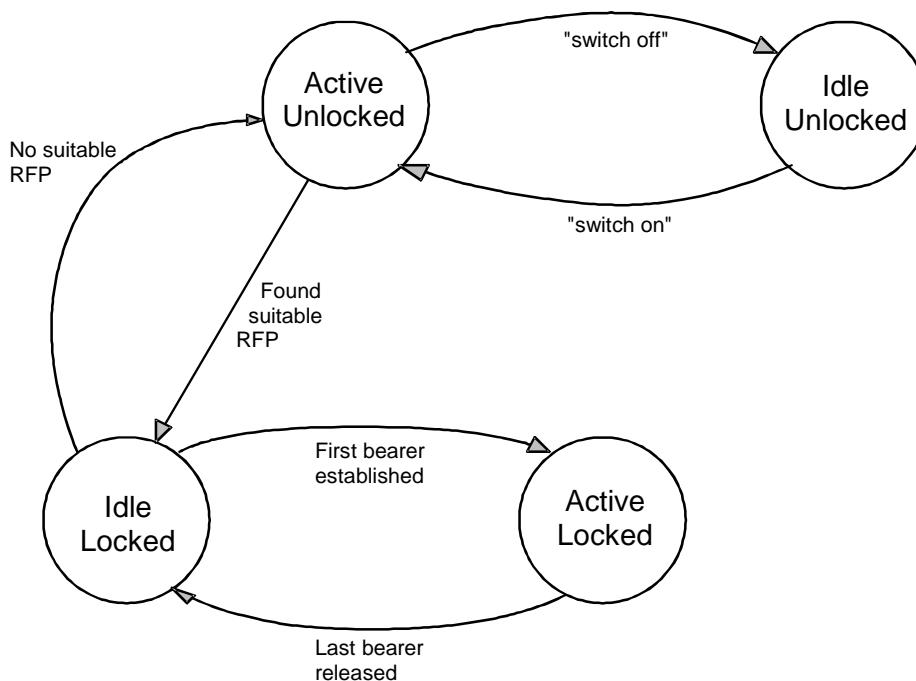 "switch off"
Active
Unlocked
Idle
Unlocked
No suitable
RFP
"switch on"
Found
suitable
RFP
First bearer
established
Idle
Locked
Active
Locked
Last bearer
released